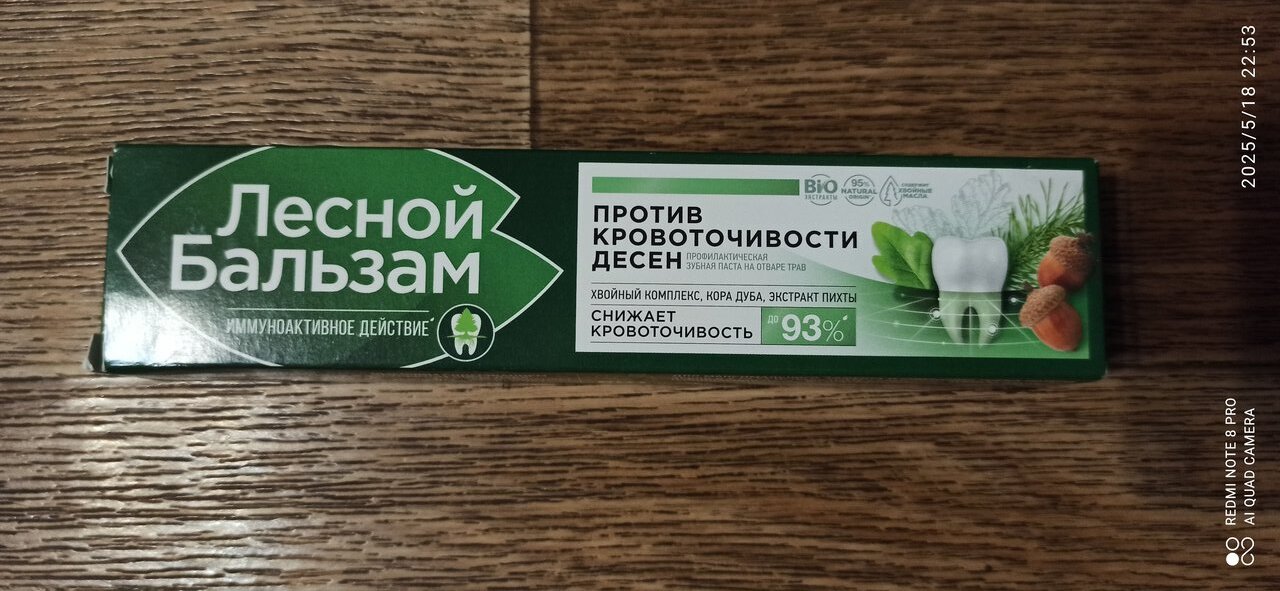 Лесной
Бальзам
ИММУНОАКТИВНОЕ ДЕЙСТВИЕ
BIO
ЭКСТРАКТЫ
95%
NATURAL
ORIGIN
СОДЕРЖИТ
ХВОЙНЫЕ
МАСЛА
ПРОТИВ
КРОВОТОЧИВОСТИ
ДЕСЕН
ПРОФИЛАКТИЧЕСКАЯ
ЗУБНАЯ ПАСТА НА ОТВАРЕ ТРАВ
ХВОЙНЫЙ КОМПЛЕКС, КОРА ДУБА, ЭКСТРАКТ ПИХТЫ
СНИЖАЕТ
КРОВОТОЧИВОСТЬ
ДО 93%
2025/5/18 22:53
REDMI NOTE 8 PRO
AI QUAD CAMERA